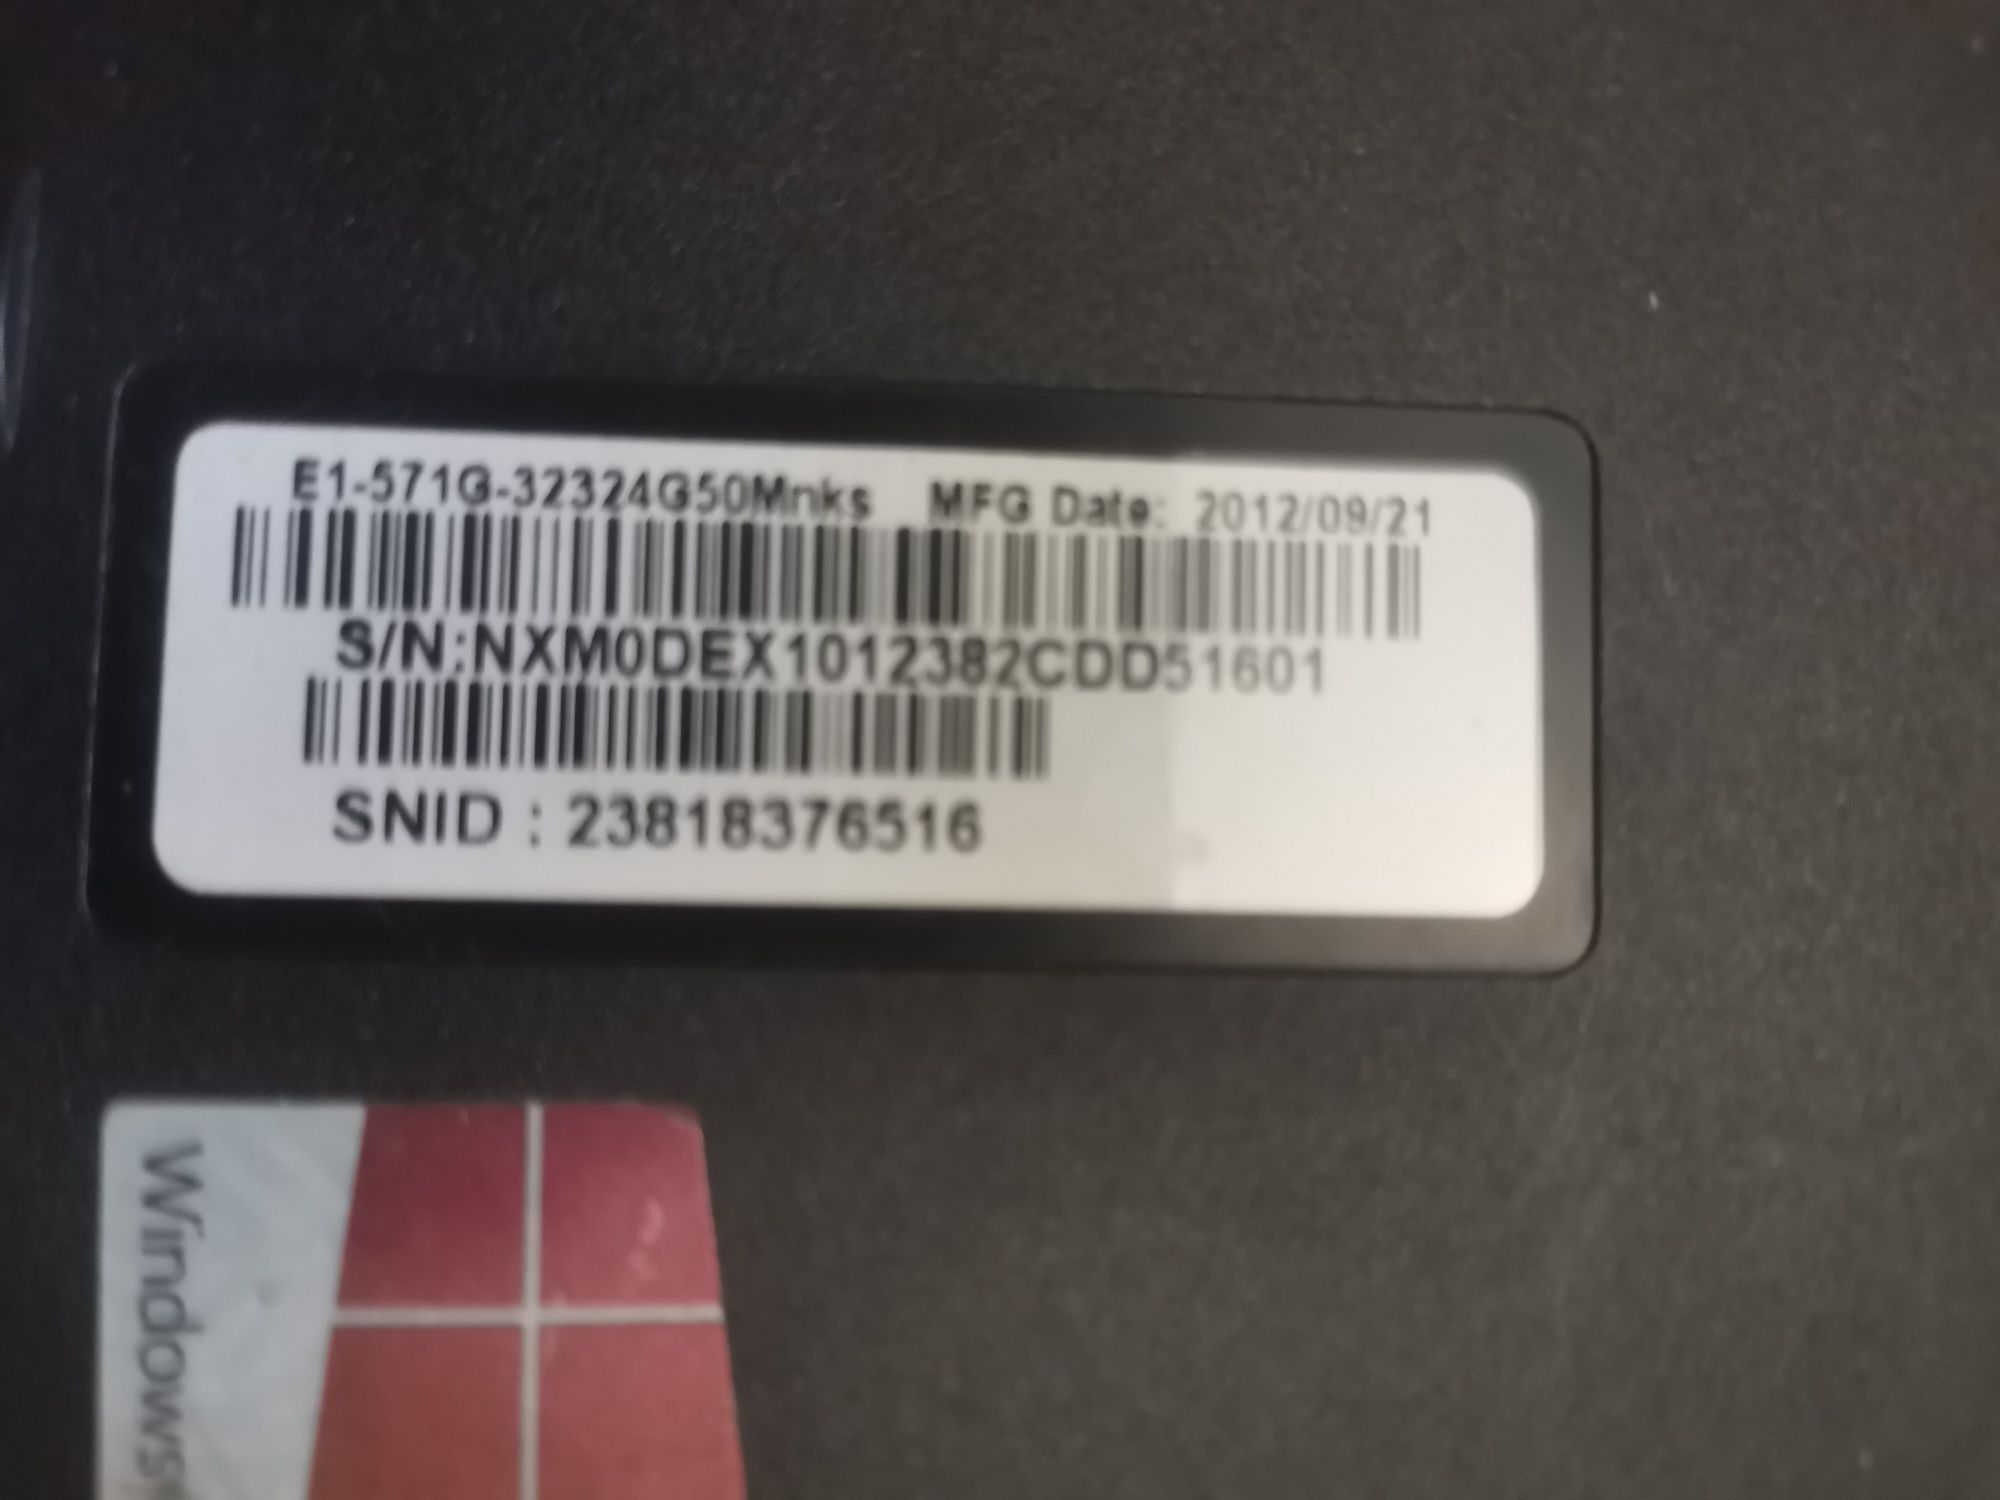 E1-571G-32324G50Mnks MFG Date: 2012/09/21
S/N:NXM0DEX1012382CDD51601
SNID : 23818376516
Windows